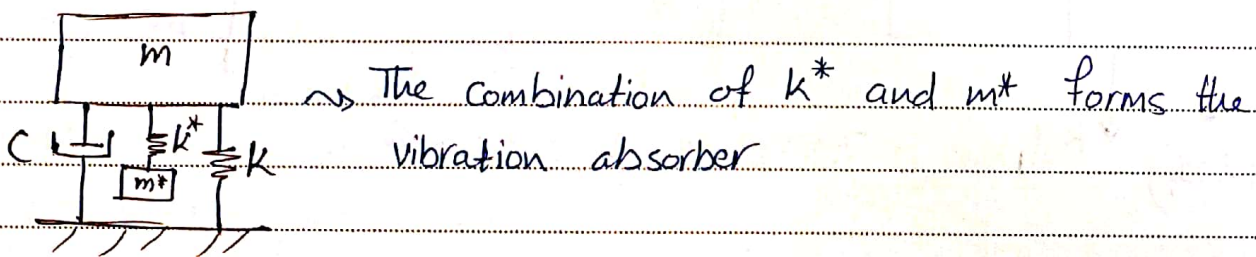 m
~> The combination of k* and m* forms the
C k* k
m*
vibration absorber